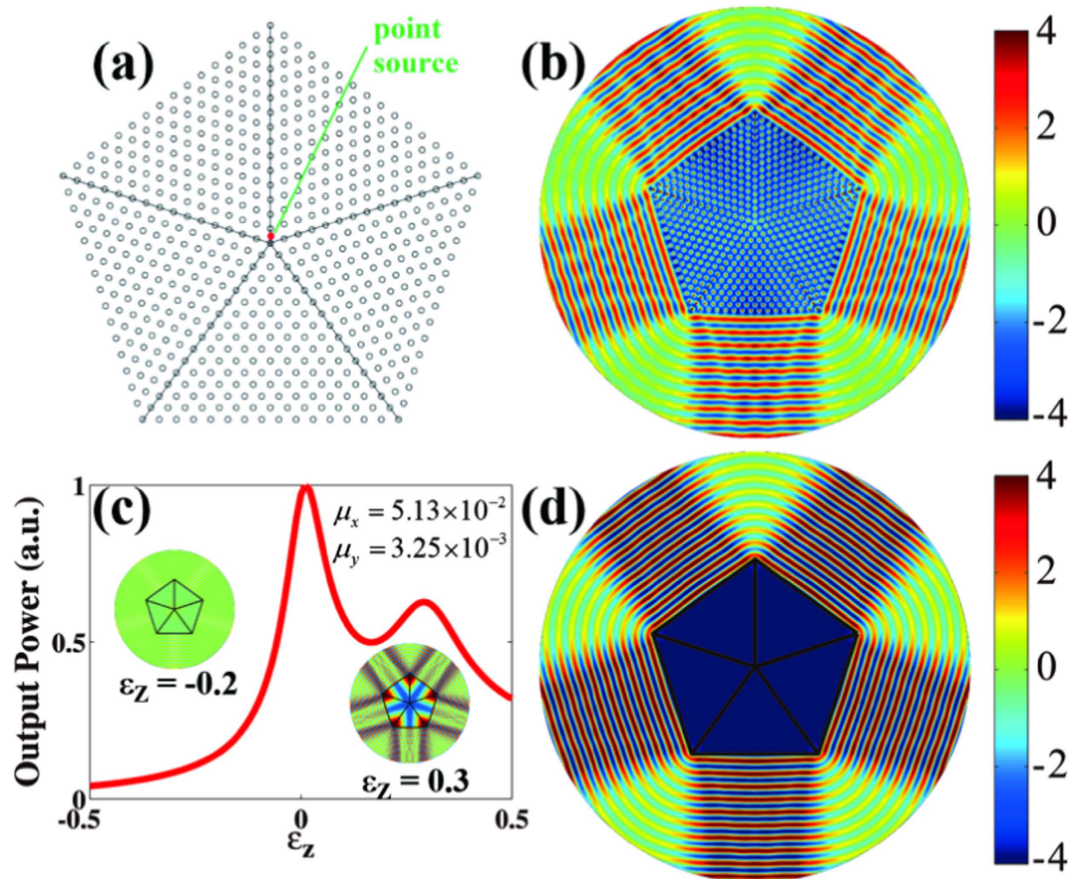 (a)
point
source
(b)
4
2
0
-2
-4
Output Power (a.u.)
1
0.5
1
(c)
μx = 5.13×10⁻²
μy = 3.25×10⁻³
εz = -0.2
εz = 0.3
-0.5
0
0.5
εz
(d)
4
2
0
-2
-4